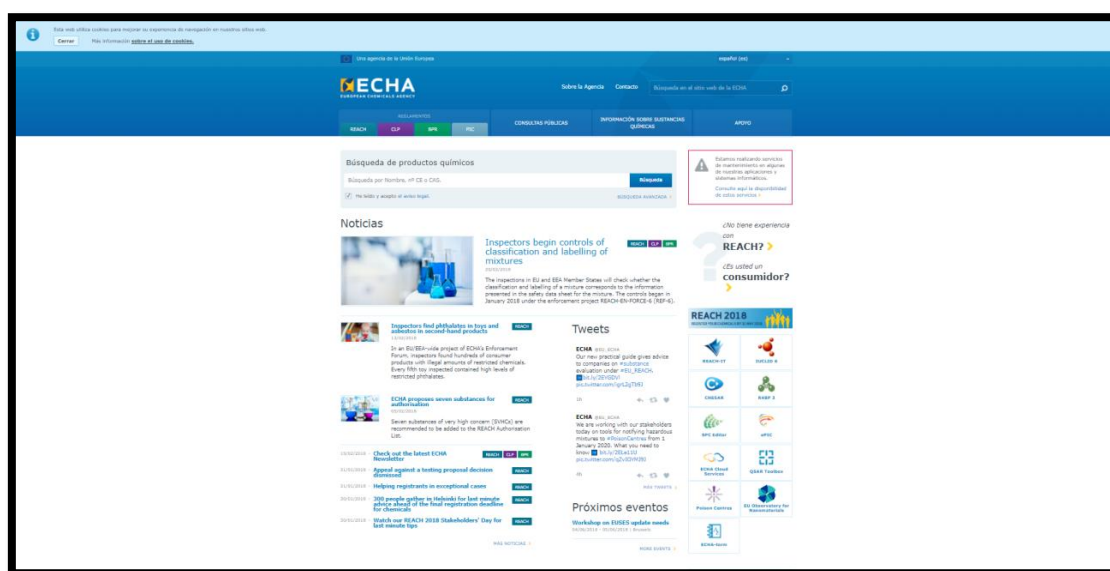 Esta web utiliza cookies para mejorar su experiencia de navegación en nuestros sitios web.
Cerrar Más información sobre el uso de cookies.
Una agencia de la Unión Europea
español (es)
ECHA
EUROPEAN CHEMICALS AGENCY
Sobre la Agencia Contacto Búsqueda en el sitio web de la ECHA
REGLAMENTOS
REACH CLP BPR PIC
CONSULTAS PÚBLICAS
INFORMACIÓN SOBRE SUSTANCIAS
QUÍMICAS
APOYO
Búsqueda de productos químicos
Búsqueda por Nombre, nº CE o CAS.
Búsqueda
He leído y acepto el aviso legal.
BÚSQUEDA AVANZADA
Estamos realizando servicio
de mantenimiento en algunas
de nuestras aplicaciones y
sistemas informáticos.
Consulte aquí la disponibilidad
de estos servicios
Noticias
Inspectors begin controls of
classification and labelling of
mixtures
REACH CLP BPR
The inspections in EU and EEA Member
States will check whether the
classification and labelling of a mixture corresponds to the information
presented in the safety data sheet for the mixture. The controls began in
January 2018 under the enforcement project REACH-EN-FORCE-6 (REF-6).
¿No tiene experiencia
con
REACH?
¿Es usted un
consumidor?
Inspectors find phthalates in toys and
asbestos in second-hand products
REACH
In an EU/EEA-wide project of ECHA's Enforcement
Forum, inspectors found hundreds of consumer
products with illegal amounts of restricted chemicals.
Every fifth toy inspected contained high levels of
restricted phthalates.
ECHA proposes seven substances for
authorisation
REACH
Seven substances of very high concern (SVHCs) are
recommended to be added to the REACH Authorisation
List.
Check out the latest ECHA
Newsletter
REACH CLP BPR
Appeal against a testing proposal decision
dismissed
REACH
Helping registrants in exceptional cases
REACH
300 people gather in Helsinki for last minute
advice ahead of the final registration deadline
for chemicals
REACH
Watch our REACH 2018 Stakeholders' Day for
last minute tips
REACH
MÁS NOTICIAS
Tweets
ECHA @EU_ECHA
Our new practical guide gives advice
to companies on #substance
evaluation under #EU_REACH.
ECHA @EU_ECHA
We are working with our stakeholders
today on tools for notifying hazardous
mixtures to #PoisonCentres from 1
January 2020. What you need to
know:
MÁS TWEETS
Próximos eventos
Workshop on EUSES update needs
MORE EVENTS
REACH 2018
REACH-IT
IUCLID 6
CHESAR
R4BP 3
SPC Editor
ePIC
ECHA Cloud
Services
QSAR Toolbox
Poison Centres
EU Observatory for
Nanomaterials
ECHA-term